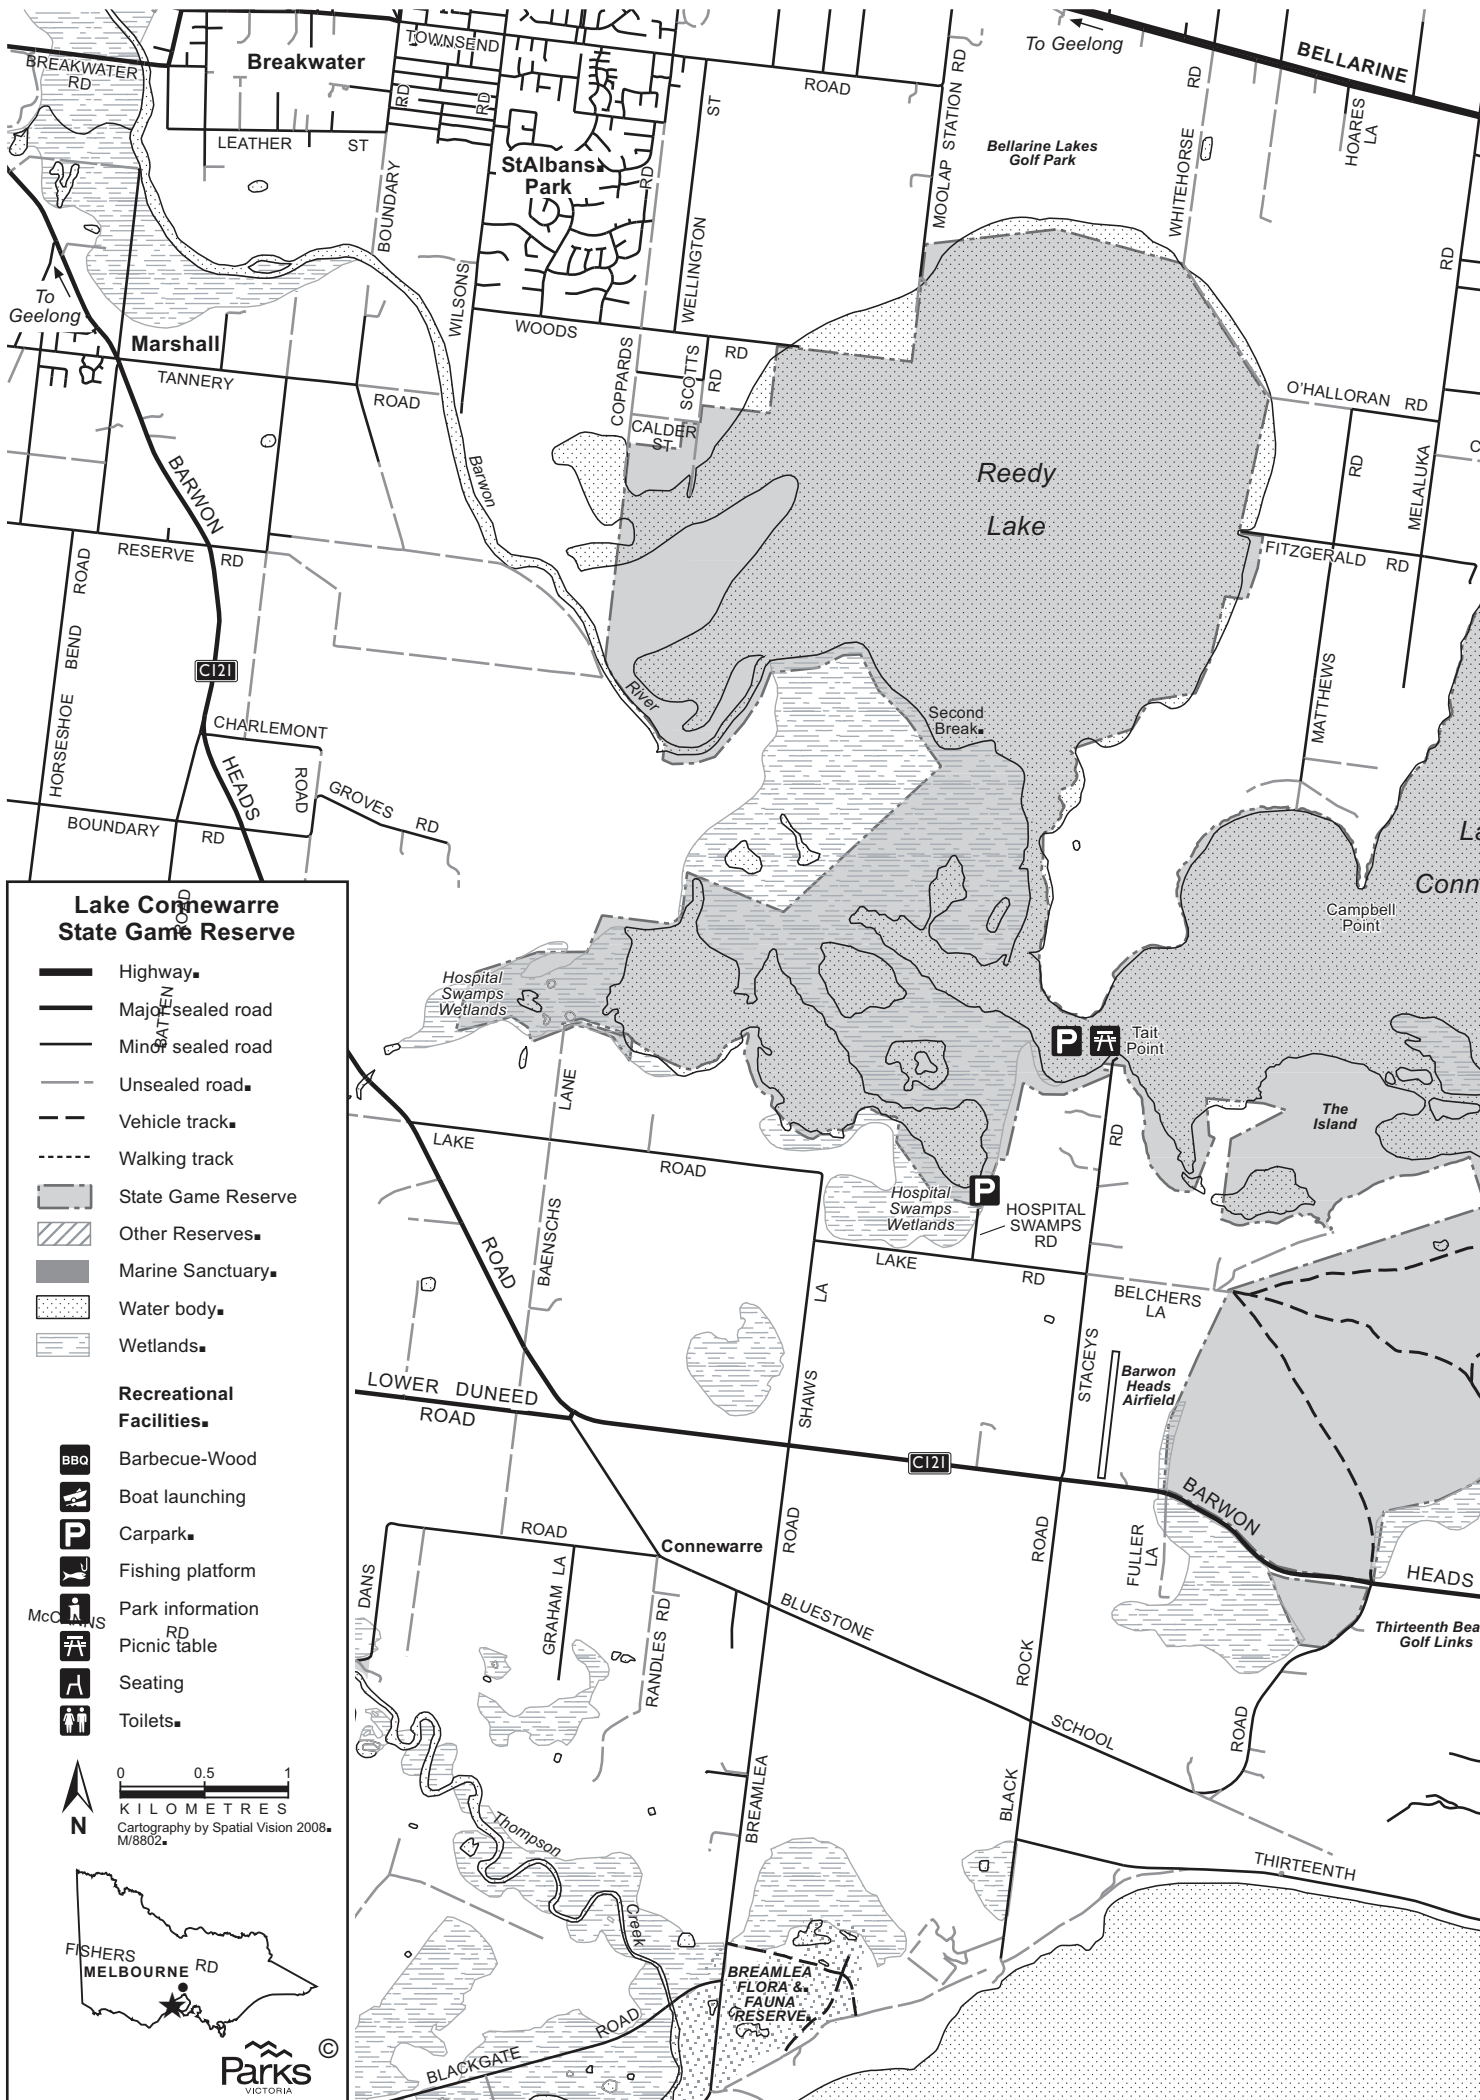 To Geelong
BELLARINE
BREAKWATER
RD
Breakwater
TOWNSEND
ROAD
RD
RD
ST
MOOLAP STATION RD
Bellarine Lakes
Golf Park
WHITEHORSE
RD
HOARES
LA
LEATHER
ST
StAlbans
Park
RD
BOUNDARY
WILSONS
WELLINGTON
RD
To
Geelong
Marshall
TANNERY
ROAD
WOODS
RD
COPPARDS
SCOTTS
RD
CALDER
ST
O'HALLORAN RD
RD
MELALUKA
C
Reedy
Lake
BARWON
Barwon
RESERVE RD
FITZGERALD RD
ROAD
BEND
HORSESHOE
C121
River
MATTHEWS
Second
Break
CHARLEMONT
ROAD
HEADS
GROVES RD
BOUNDARY
RD
La
Conn
Campbell
Point
ROAD
BATTEN
Lake Connewarre
State Game Reserve
Highway
Major sealed road
Minor sealed road
Unsealed road
Vehicle track
Walking track
State Game Reserve
Other Reserves
Marine Sanctuary
Water body
Wetlands
Recreational
Facilities
BBQ
Barbecue-Wood
Boat launching
P
Carpark
Fishing platform
Park information
McCANNS
RD
Picnic table
Seating
Toilets
0 0.5 1
KILOMETRES
N
Cartography by Spatial Vision 2008
M/8802
FISHERS
RD
MELBOURNE
Parks
VICTORIA
©
Hospital
Swamps
Wetlands
P
Tait
Point
LANE
LAKE
ROAD
RD
The
Island
Hospital
Swamps
Wetlands
P
HOSPITAL
SWAMPS
RD
ROAD
BAENSCHS
LAKE
RD
LA
BELCHERS
LA
STACEYS
SHAWS
Barwon
Heads
Airfield
LOWER DUNEED
ROAD
C121
BARWON
HEADS
ROAD
Connewarre
ROAD
ROAD
FULLER
LA
DANS
GRAHAM LA
RANDLES RD
BLUESTONE
Thirteenth Bea
Golf Links
ROCK
SCHOOL
ROAD
BREAMLEA
BLACK
Thompson
Creek
THIRTEENTH
BREAMLEA
FLORA &
FAUNA
RESERVE
ROAD
BLACKGATE